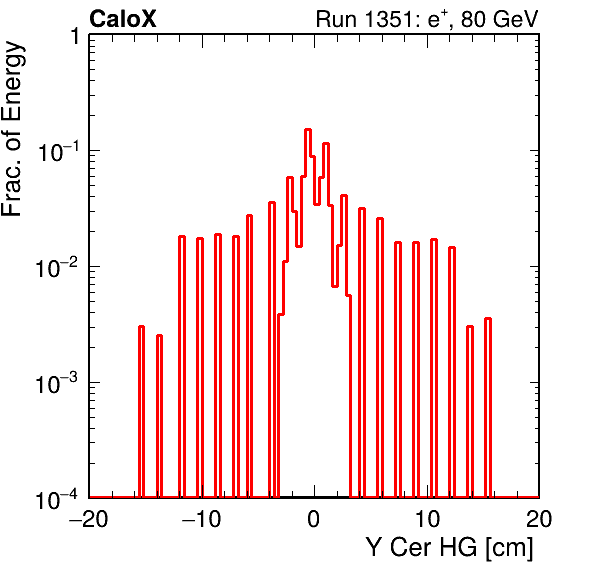 CaloX Run 1351: e⁺, 80 GeV
Frac. of Energy
1
10⁻¹
10⁻²
10⁻³
10⁻⁴
−20 −10 0 10 20
Y Cer HG [cm]